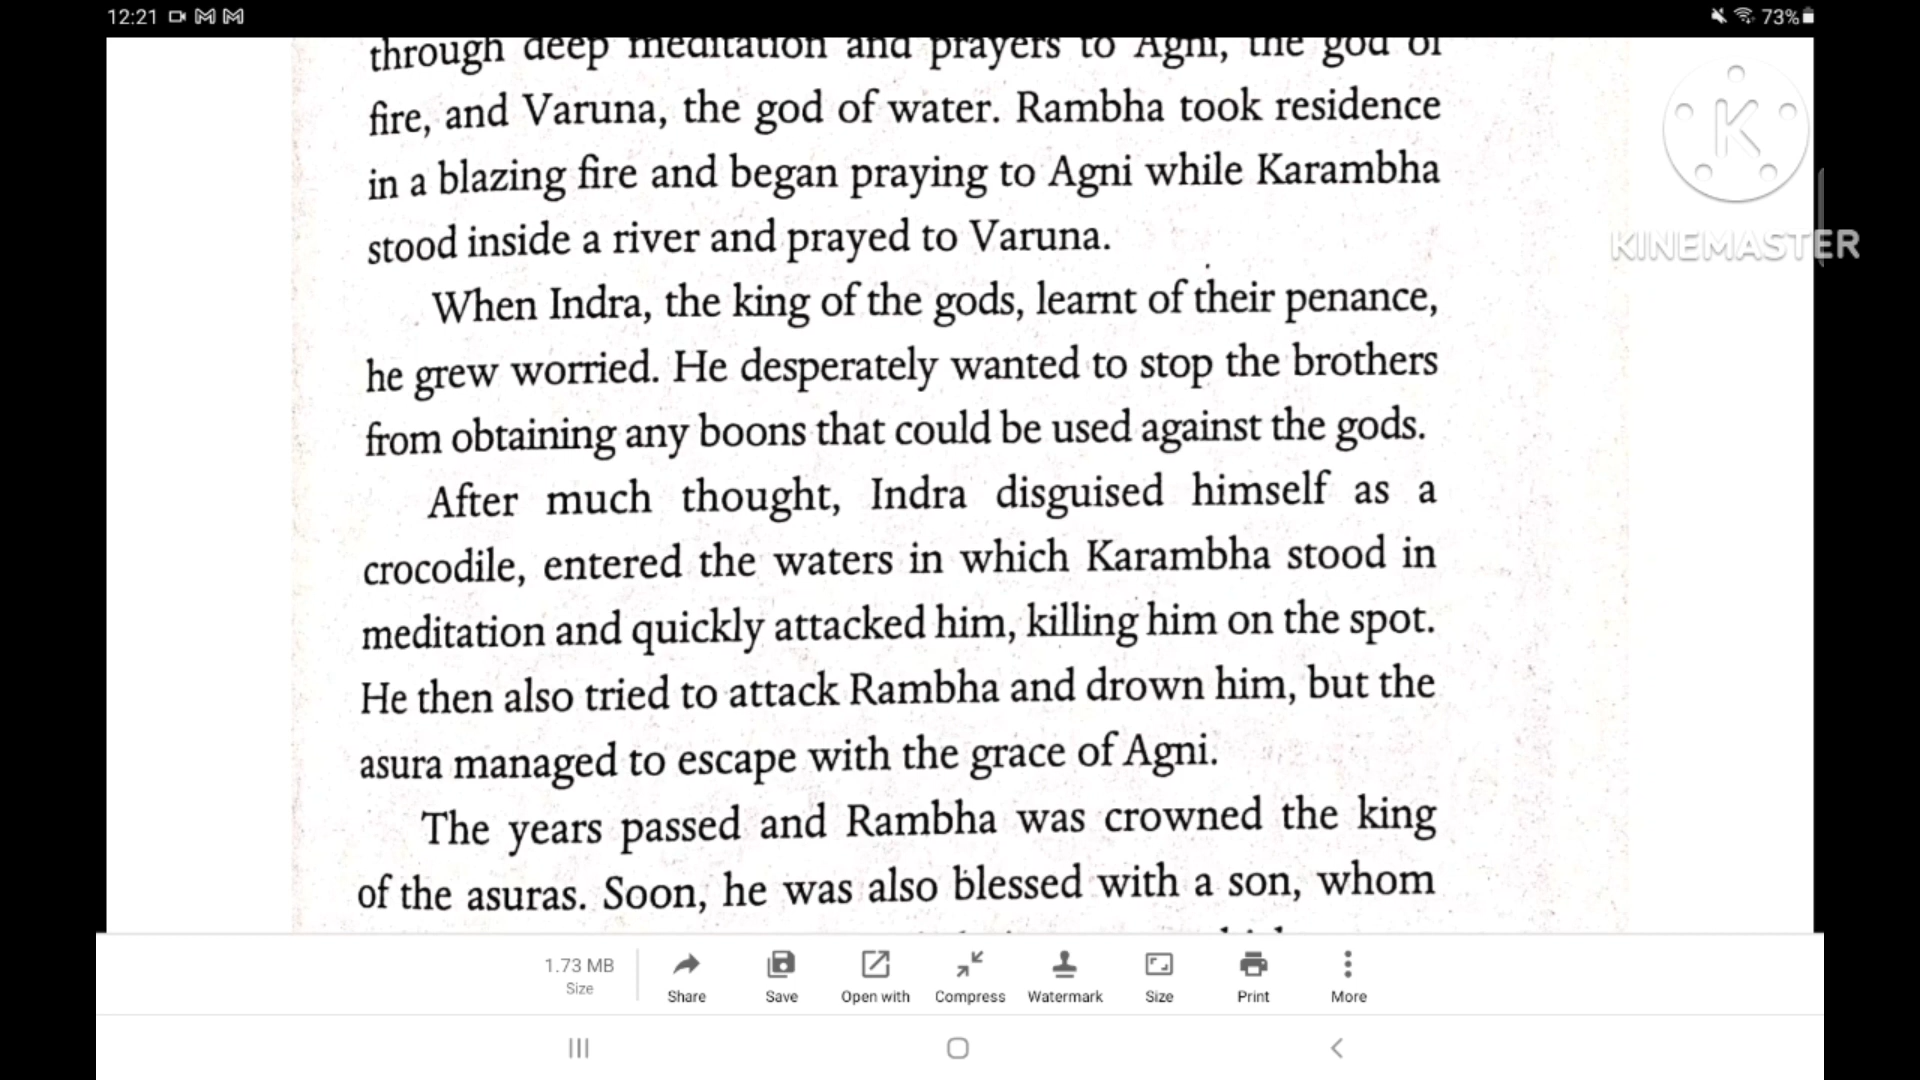 12:21
73%
through deep meditation and prayers to Agni, the god of
fire, and Varuna, the god of water. Rambha took residence
in a blazing fire and began praying to Agni while Karambha
stood inside a river and prayed to Varuna.
When Indra, the king of the gods, learnt of their penance,
he grew worried. He desperately wanted to stop the brothers
from obtaining any boons that could be used against the gods.
After much thought, Indra disguised himself as a
crocodile, entered the waters in which Karambha stood in
meditation and quickly attacked him, killing him on the spot.
He then also tried to attack Rambha and drown him, but the
asura managed to escape with the grace of Agni.
The years passed and Rambha was crowned the king
of the asuras. Soon, he was also blessed with a son, whom
K
KINEMASTER
1.73 MB
Size
Share
Save
Open with
Compress
Watermark
Size
Print
More